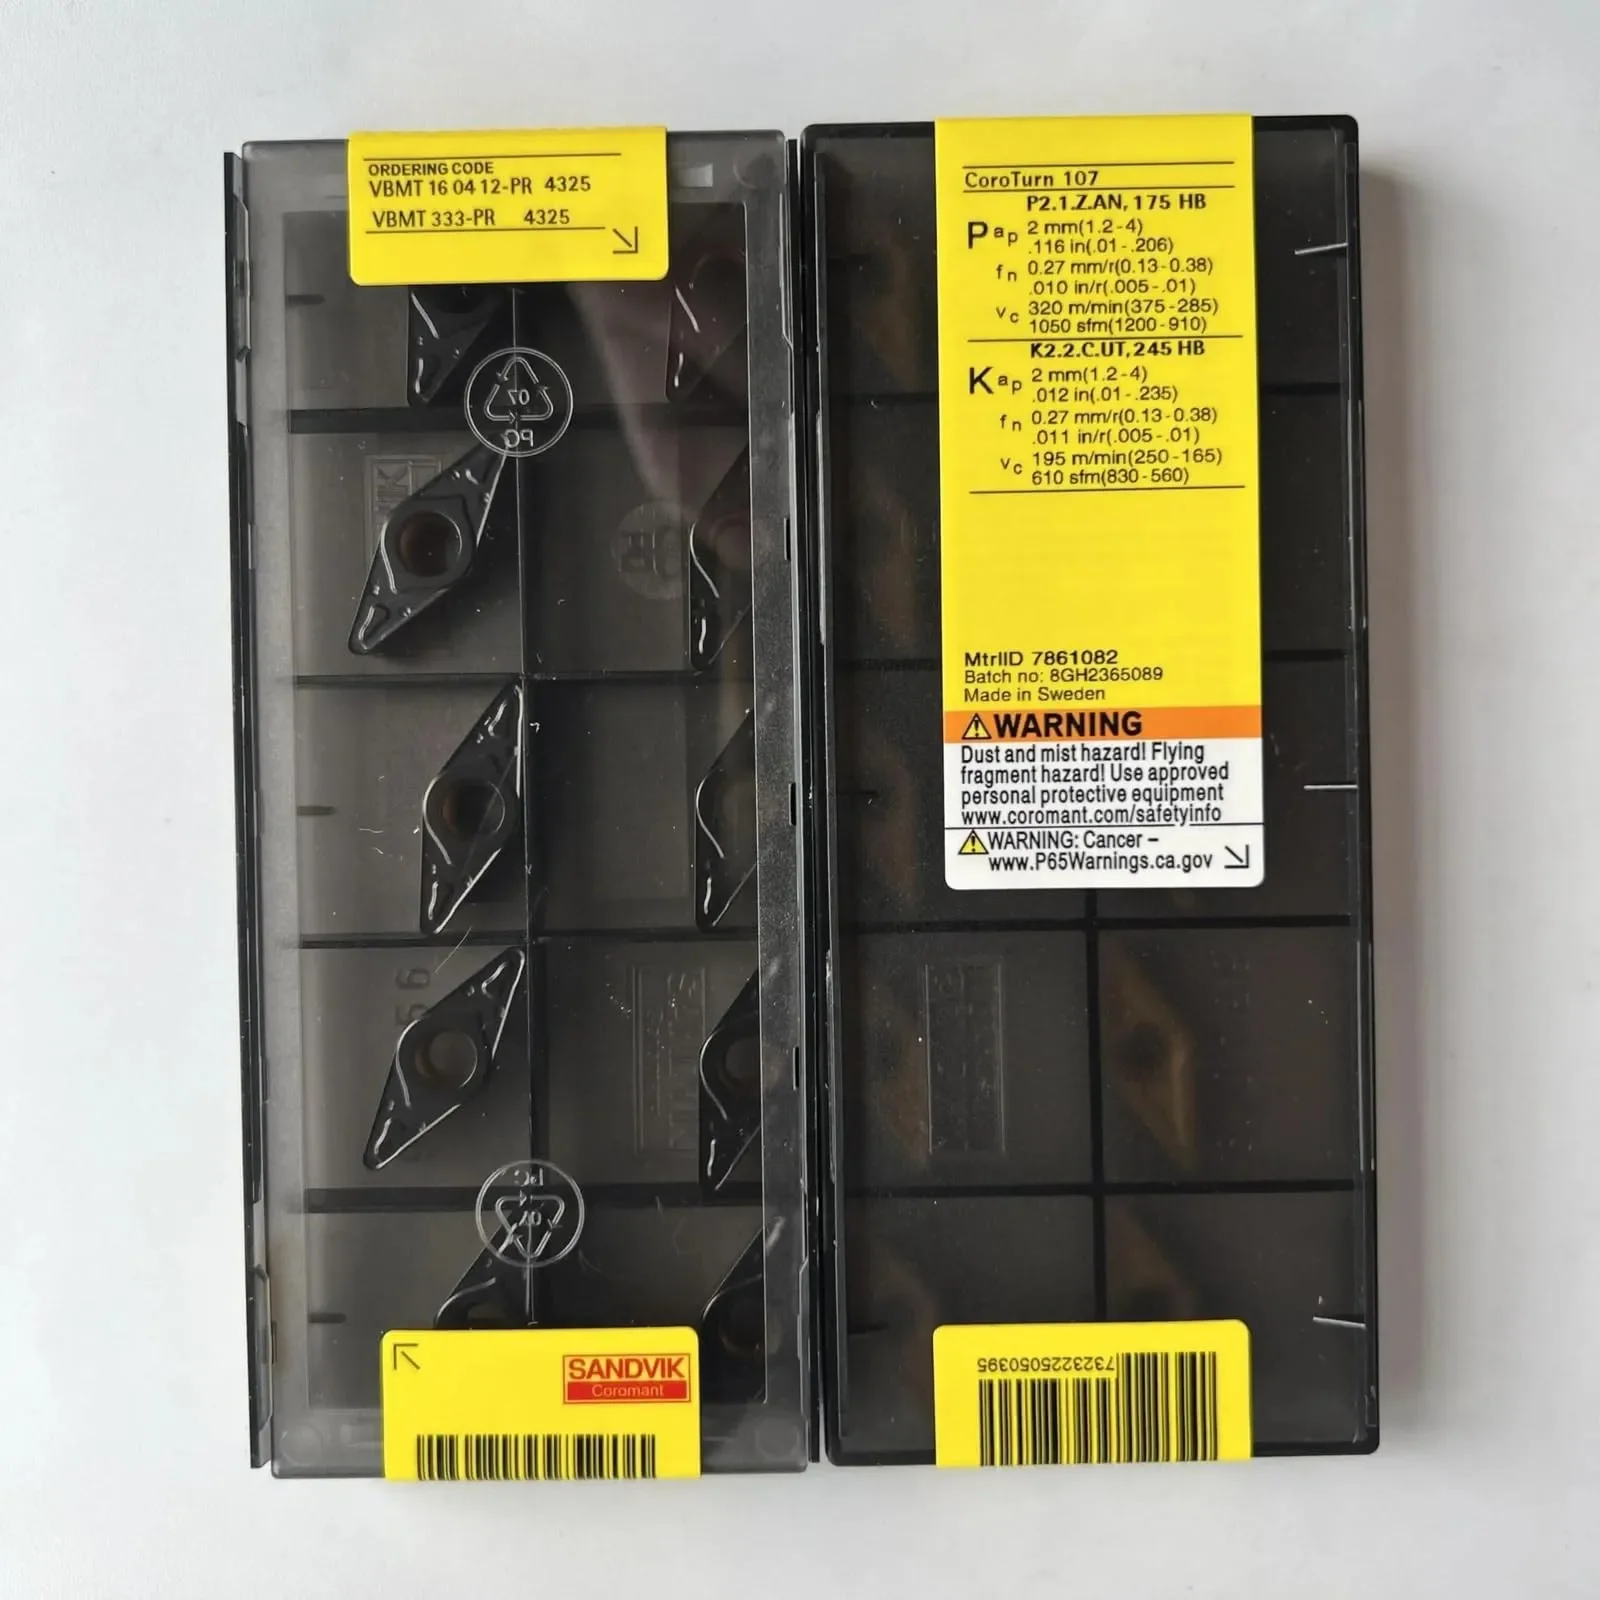 ORDERING CODE
VBMT 16 04 12-PR 4325
VBMT 333-PR 4325
07
PC
PC
07
SANDVIK
Coromant
CoroTurn 107
P2.1.Z.AN, 175 HB
P ap 2 mm(1.2-4)
.116 in(.01-.206)
fn 0.27 mm/r(0.13-0.38)
.010 in/r(.005-.01)
vc 320 m/min(375-285)
1050 sfm(1200-910)
K2.2.C.UT, 245 HB
K ap 2 mm(1.2-4)
.012 in(.01-.235)
fn 0.27 mm/r(0.13-0.38)
.011 in/r(.005-.01)
vc 195 m/min(250-165)
610 sfm(830-560)
MtrlID 7861082
Batch no: 8GH2365089
Made in Sweden
⚠WARNING
Dust and mist hazard! Flying
fragment hazard! Use approved
personal protective equipment
www.coromant.com/safetyinfo
⚠WARNING: Cancer –
www.P65Warnings.ca.gov
7323225050395